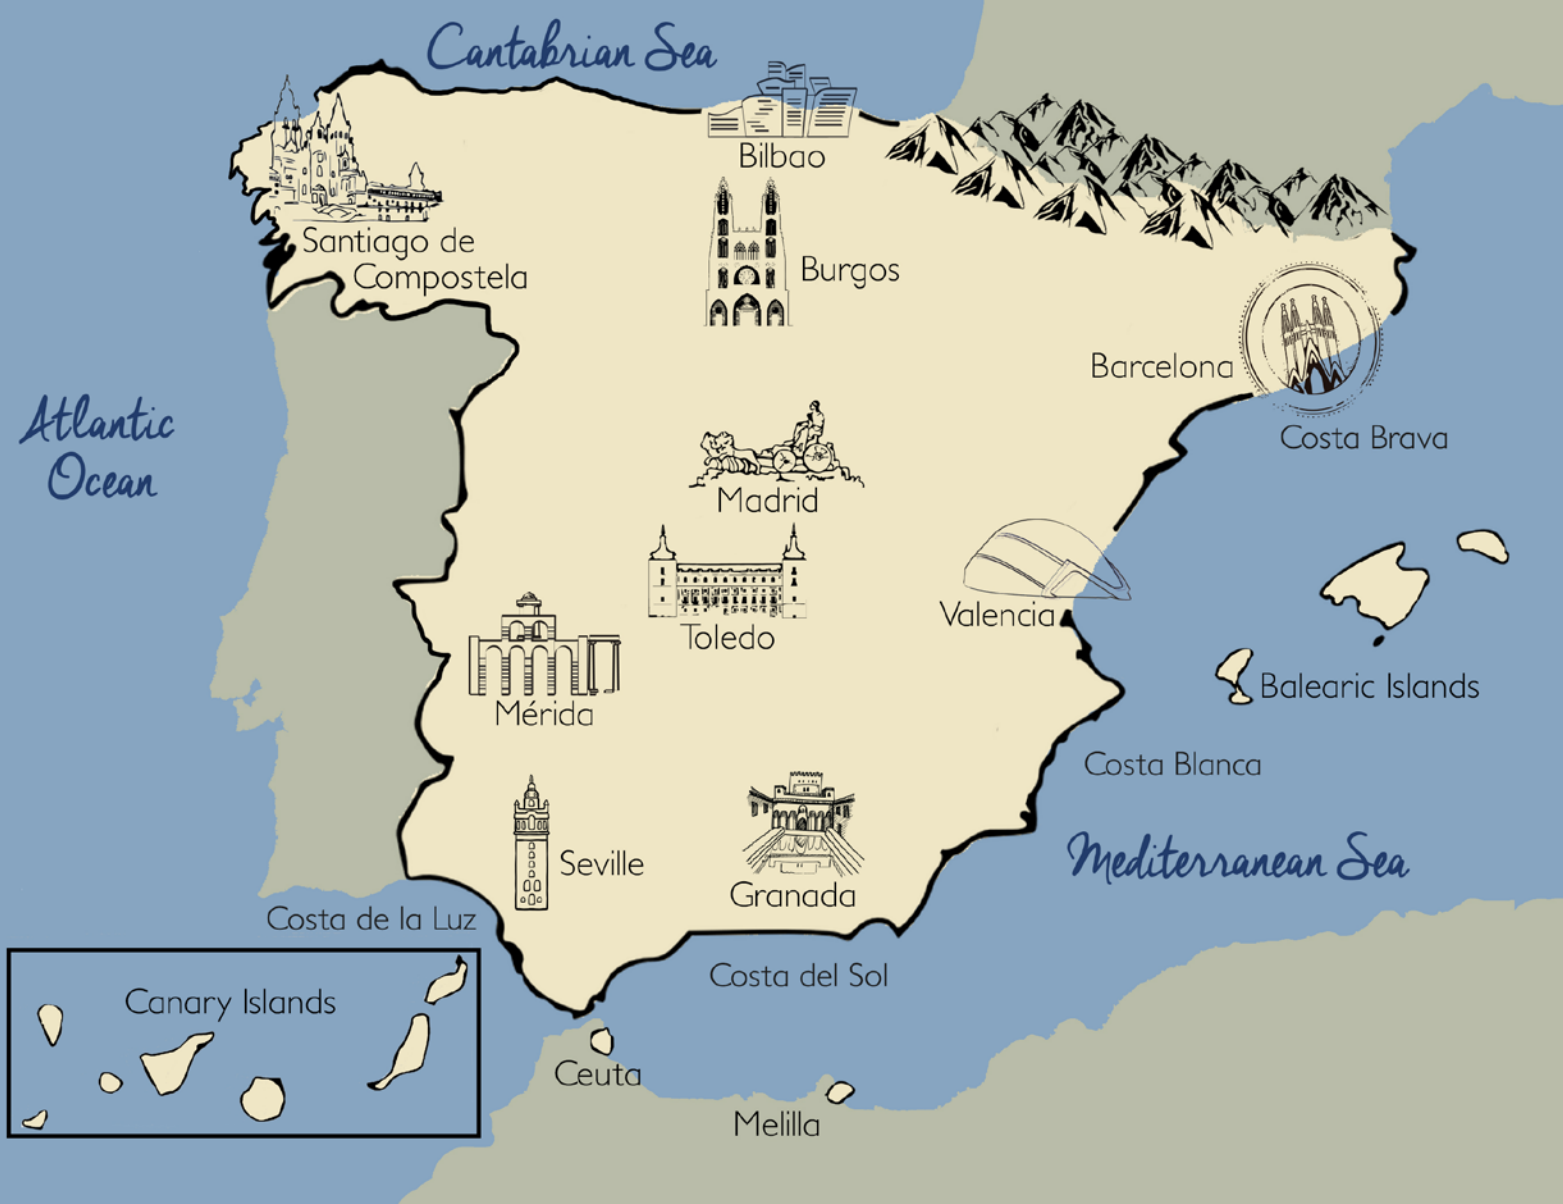 Cantabrian Sea
Bilbao
Santiago de
Compostela
Burgos
Barcelona
Atlantic
Ocean
Costa Brava
Madrid
Valencia
Toledo
Balearic Islands
Mérida
Costa Blanca
Mediterranean Sea
Seville
Granada
Costa de la Luz
Costa del Sol
Canary Islands
Ceuta
Melilla